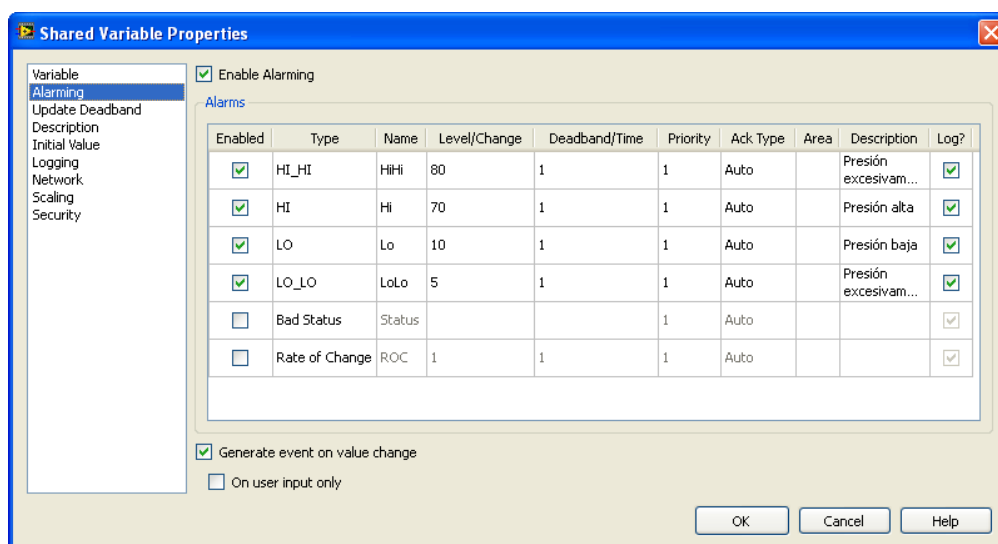 Shared Variable Properties
Variable
Alarming
Update Deadband
Description
Initial Value
Logging
Network
Scaling
Security
Enable Alarming
Alarms
Enabled Type Name Level/Change Deadband/Time Priority Ack Type Area Description Log?
HI_HI HiHi 80 1 1 Auto Presión excesivam...
HI Hi 70 1 1 Auto Presión alta
LO Lo 10 1 1 Auto Presión baja
LO_LO LoLo 5 1 1 Auto Presión excesivam...
Bad Status Status 1 Auto
Rate of Change ROC 1 1 1 Auto
Generate event on value change
On user input only
OK Cancel Help